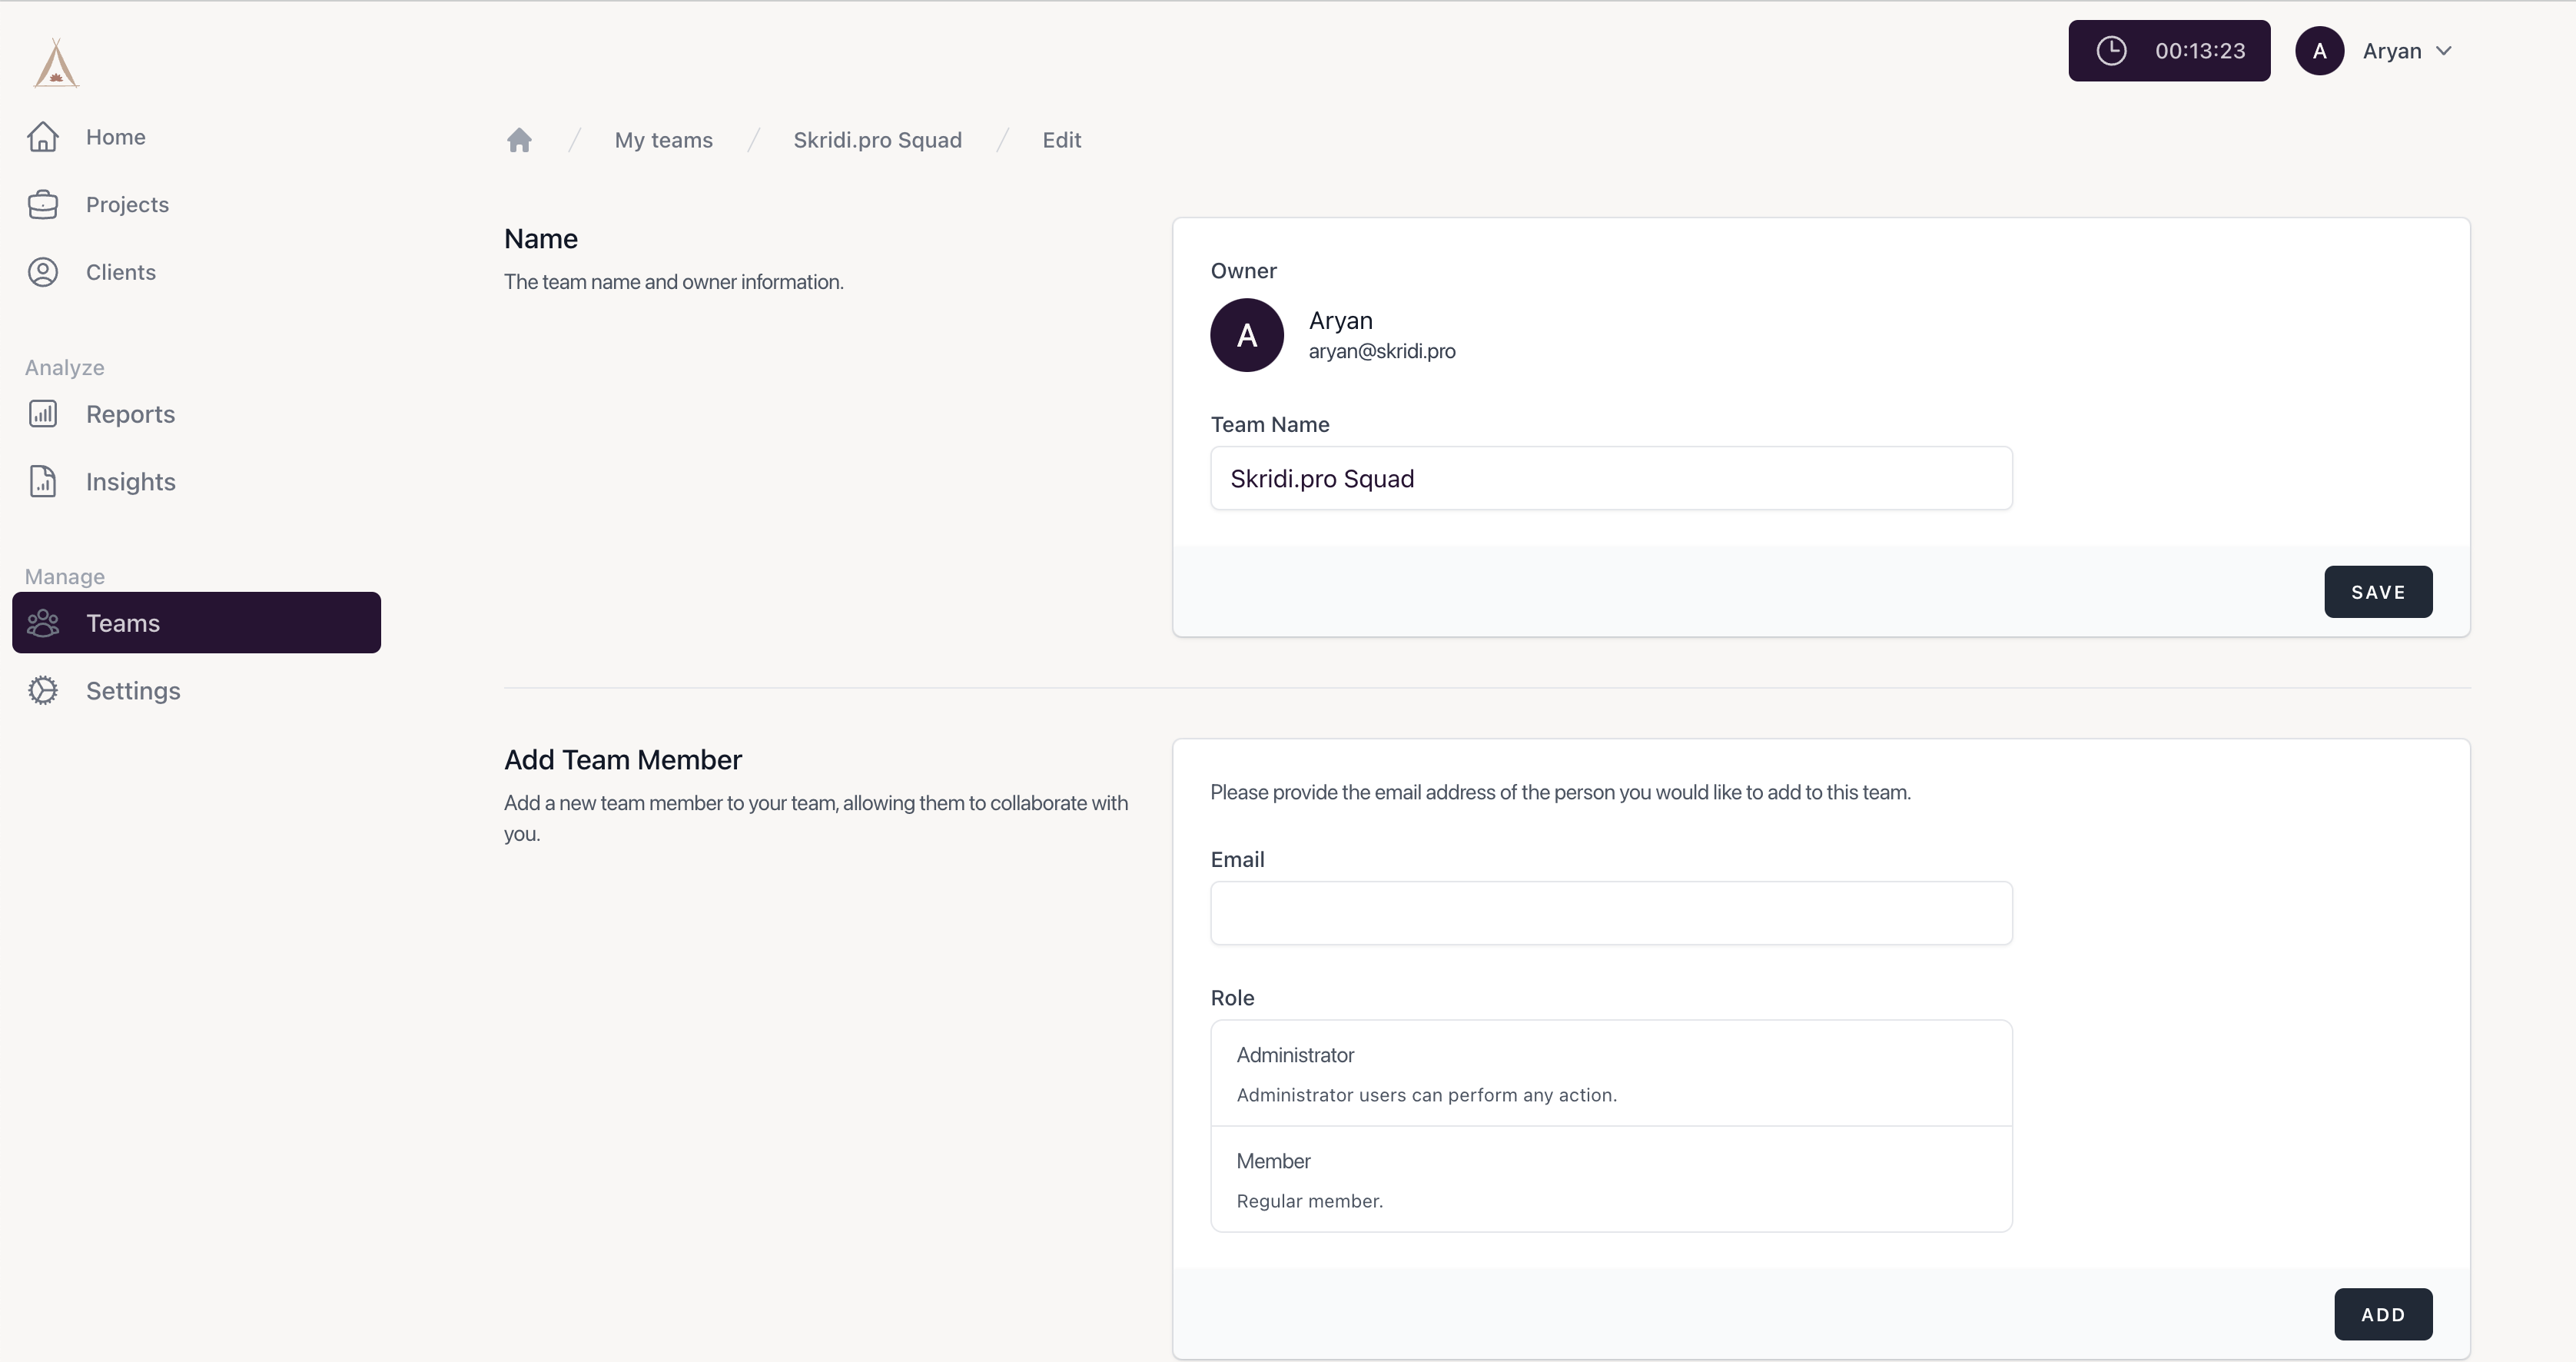 00:13:23
A
Aryan
Home
Projects
Clients
Analyze
Reports
Insights
Manage
Teams
Settings
My teams / Skridi.pro Squad / Edit
Name
The team name and owner information.
Owner
A
Aryan
aryan@skridi.pro
Team Name
Skridi.pro Squad
SAVE
Add Team Member
Add a new team member to your team, allowing them to collaborate with
you.
Please provide the email address of the person you would like to add to this team.
Email
Role
Administrator
Administrator users can perform any action.
Member
Regular member.
ADD